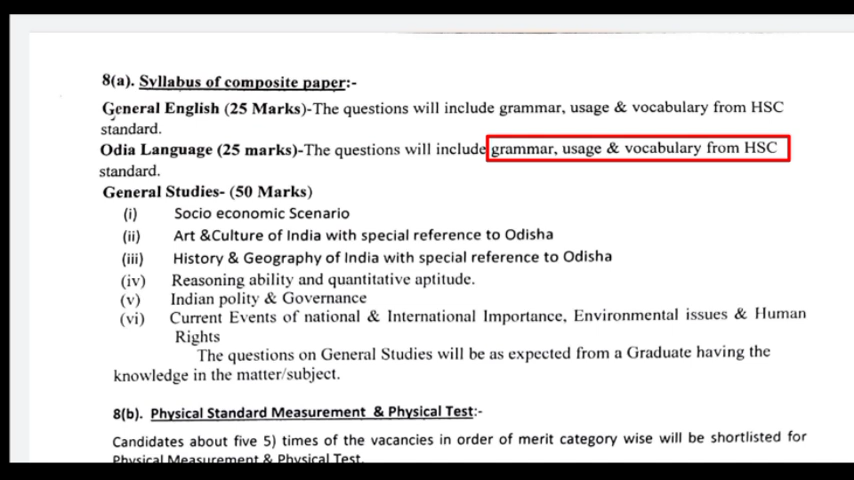 8(a). Syllabus of composite paper:-
General English (25 Marks)-The questions will include grammar, usage & vocabulary from HSC
standard.
Odia Language (25 marks)-The questions will include grammar, usage & vocabulary from HSC
standard.
General Studies- (50 Marks)
(i) Socio economic Scenario
(ii) Art &Culture of India with special reference to Odisha
(iii) History & Geography of India with special reference to Odisha
(iv) Reasoning ability and quantitative aptitude.
(v) Indian polity & Governance
(vi) Current Events of national & International Importance, Environmental issues & Human
Rights
The questions on General Studies will be as expected from a Graduate having the
knowledge in the matter/subject.
8(b). Physical Standard Measurement & Physical Test:-
Candidates about five 5) times of the vacancies in order of merit category wise will be shortlisted for
Physical Measurement & Physical Test.